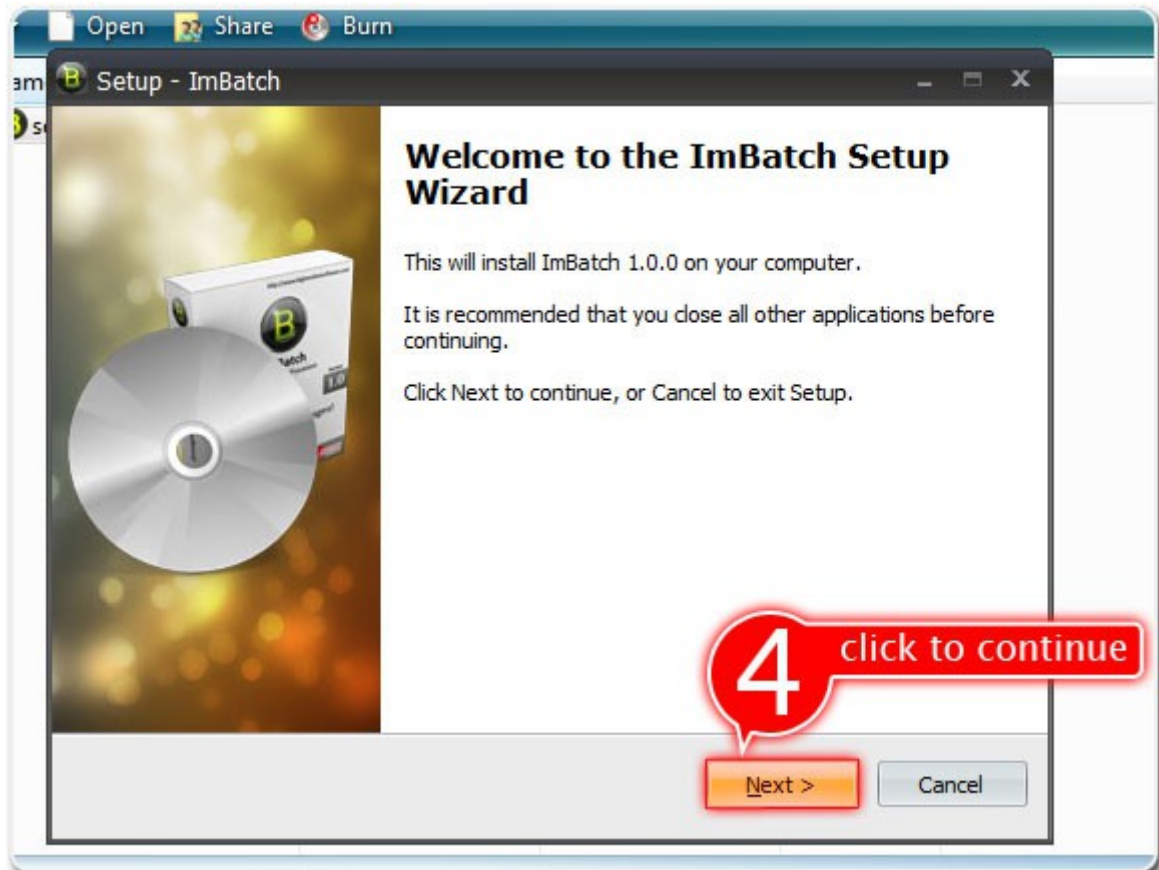 Open Share Burn
Setup - ImBatch
Welcome to the ImBatch Setup
Wizard
This will install ImBatch 1.0.0 on your computer.
It is recommended that you close all other applications before
continuing.
Click Next to continue, or Cancel to exit Setup.
B
1.0
4
click to continue
Next >
Cancel